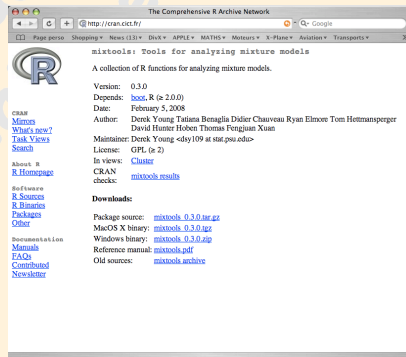 The Comprehensive R Archive Network
http://cran.cict.fr/
Google
Page perso Shopping News (13) DivX APPLE MATHS Moteurs X-Plane Aviation Transports
mixtools: Tools for analyzing mixture models
A collection of R functions for analyzing mixture models.
Version: 0.3.0
Depends: boot, R (≥ 2.0.0)
Date: February 5, 2008
Author: Derek Young Tatiana Benaglia Didier Chauveau Ryan Elmore Tom Hettmansperger
David Hunter Hoben Thomas Fengjuan Xuan
Maintainer: Derek Young <dsy109 at stat.psu.edu>
License: GPL (≥ 2)
In views: Cluster
CRAN
checks: mixtools results
Downloads:
Package source: mixtools_0.3.0.tar.gz
MacOS X binary: mixtools_0.3.0.tgz
Windows binary: mixtools_0.3.0.zip
Reference manual: mixtools.pdf
Old sources: mixtools archive
R
CRAN
Mirrors
What's new?
Task Views
Search
About R
R Homepage
Software
R Sources
R Binaries
Packages
Other
Documentation
Manuals
FAQs
Contributed
Newsletter